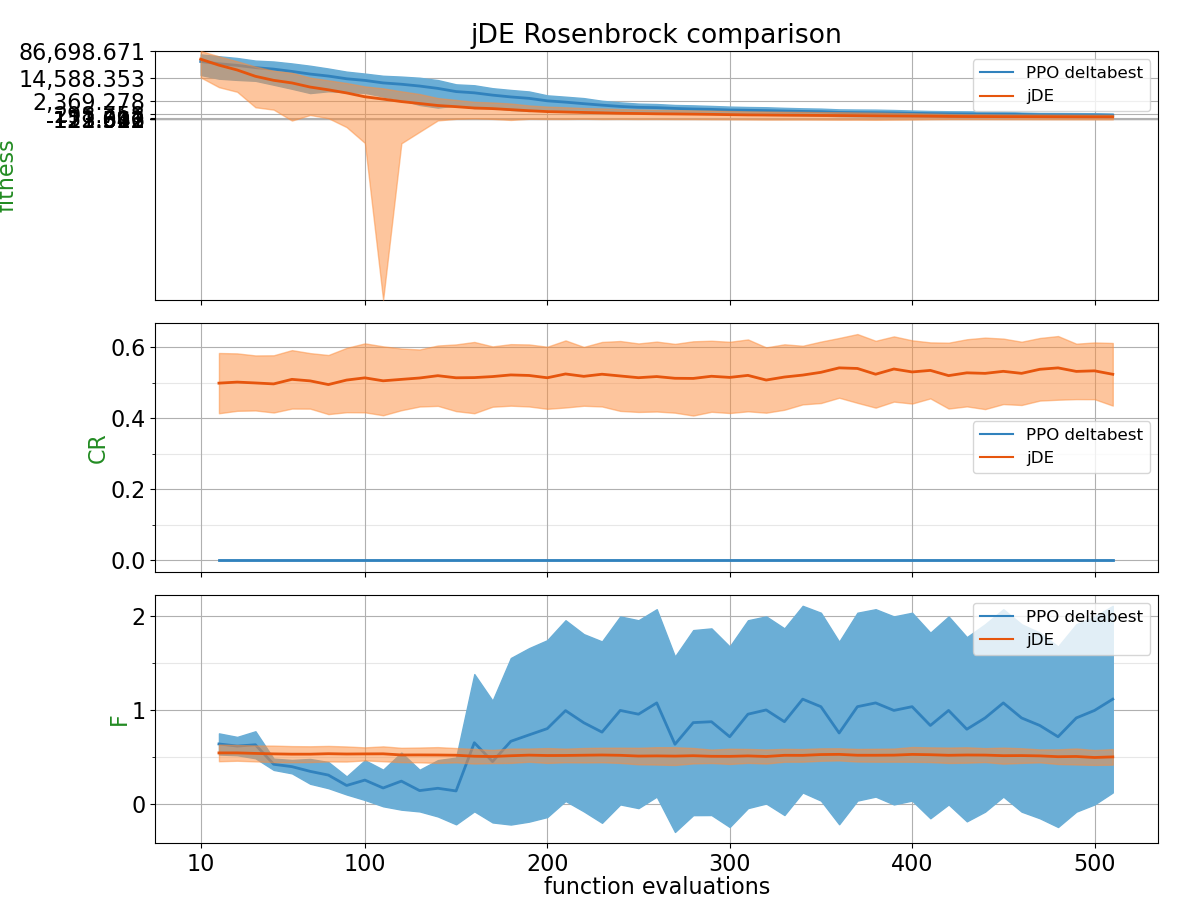 jDE Rosenbrock comparison
86,698.671
14,588.353
2,369.278
fitness
PPO deltabest
jDE
0.6
0.4
0.2
0.0
CR
PPO deltabest
jDE
2
1
0
F
PPO deltabest
jDE
10 100 200 300 400 500
function evaluations